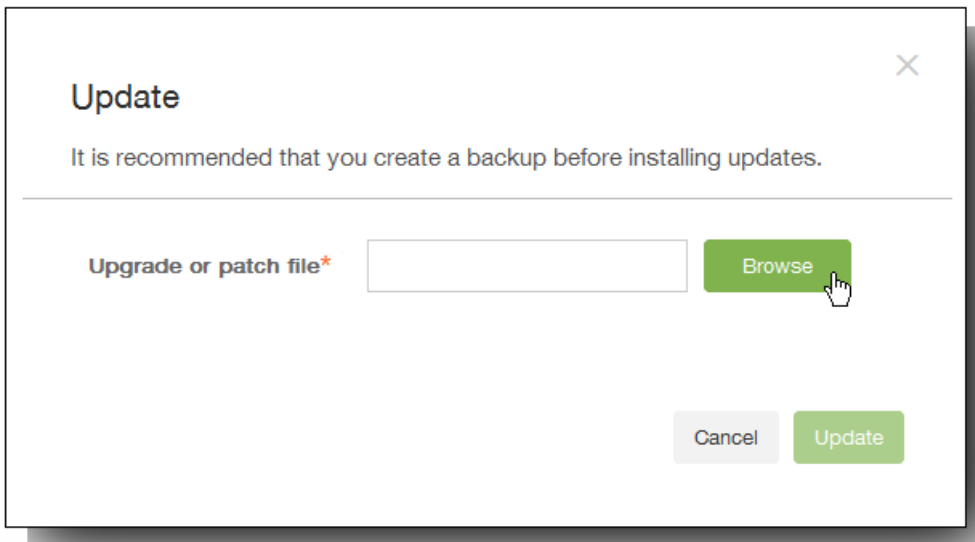 Update
It is recommended that you create a backup before installing updates.
Upgrade or patch file* Browse
Cancel Update